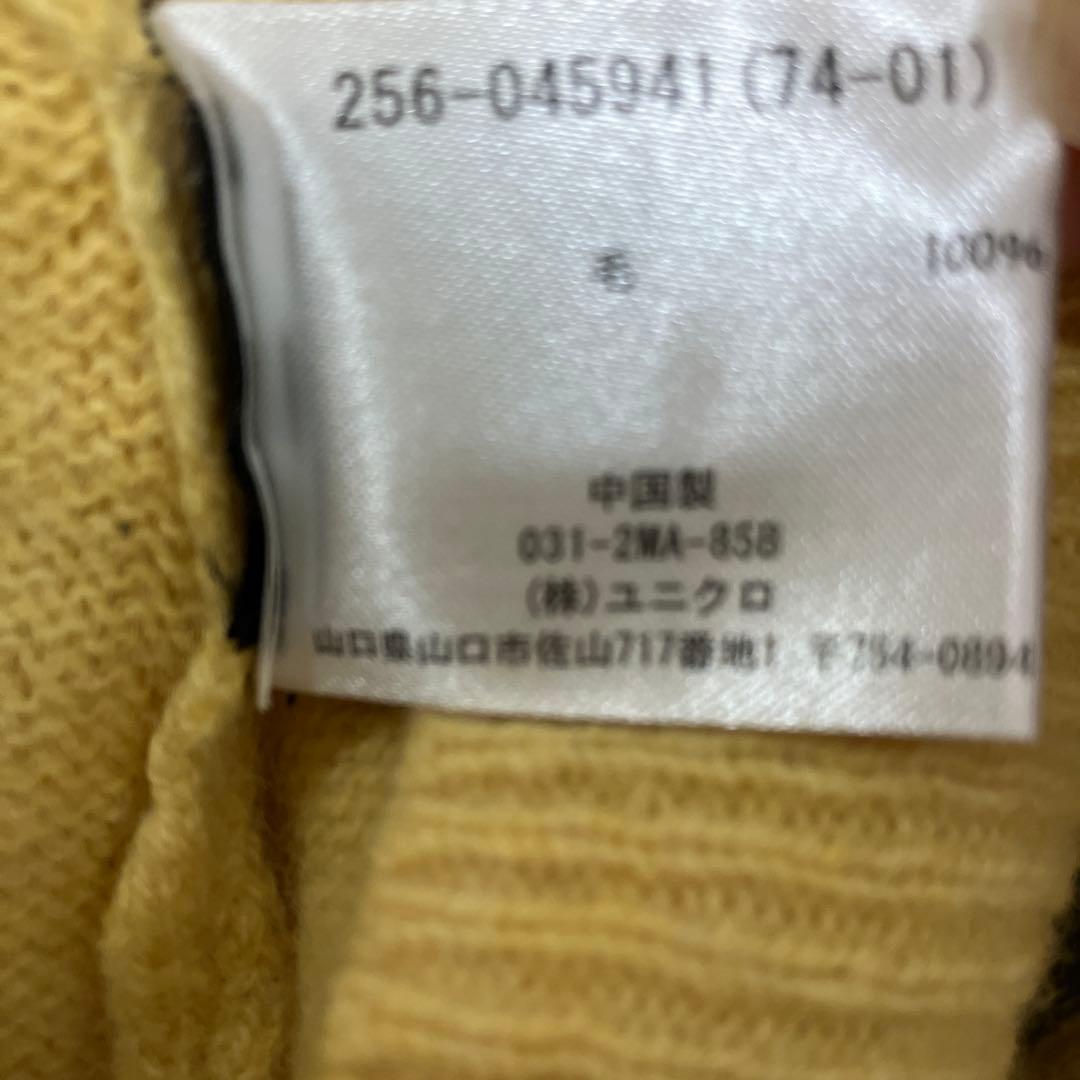 256-045941(74-01)
毛 100%
中国製
031-2MA-858
(株)ユニクロ
山口県山口市佐山717番地1 〒754-0894